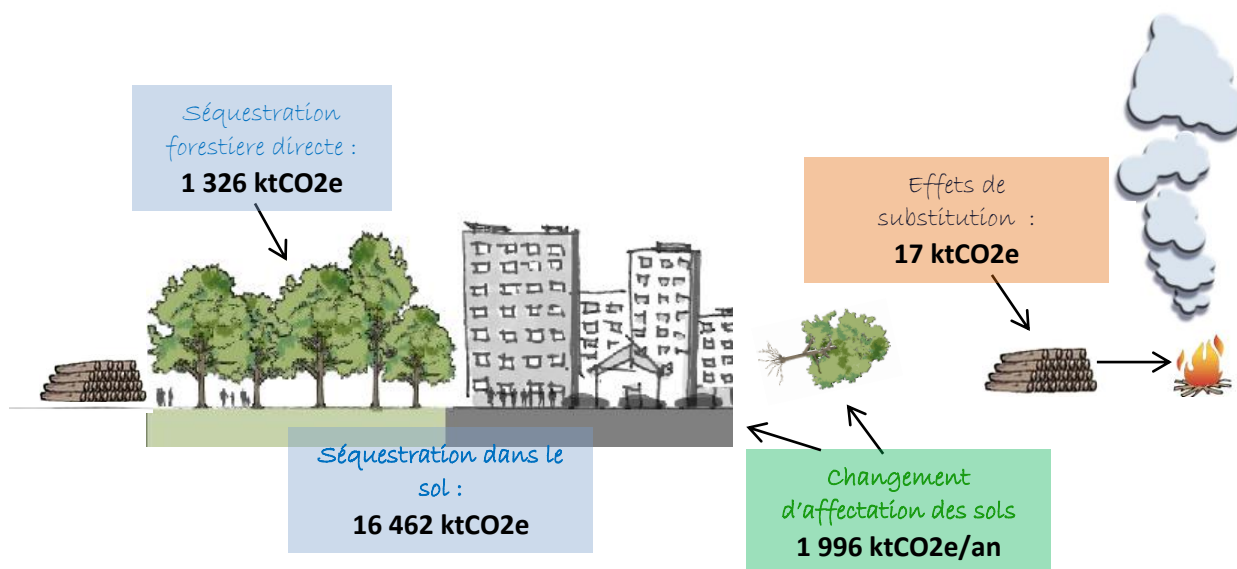 Séquestration
forestiere directe :
1 326 ktCO2e
Effets de
substitution :
17 ktCO2e
Séquestration dans le
sol :
16 462 ktCO2e
Changement
d'affectation des sols
1 996 ktCO2e/an